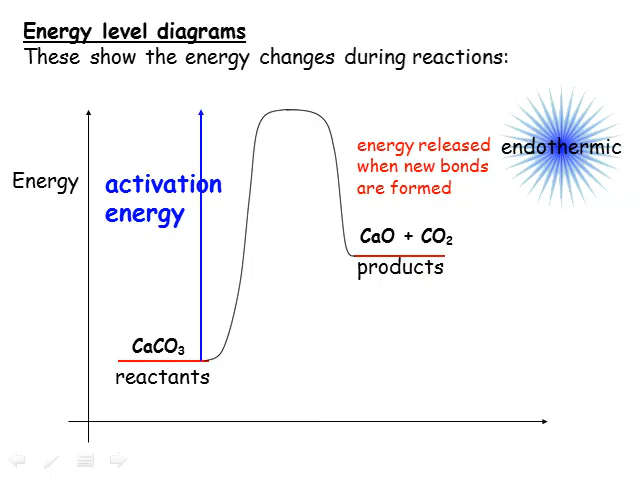 Energy level diagrams
These show the energy changes during reactions:
energy released
when new bonds
are formed
endothermic
Energy
activation
energy
CaO + CO₂
products
CaCO₃
reactants